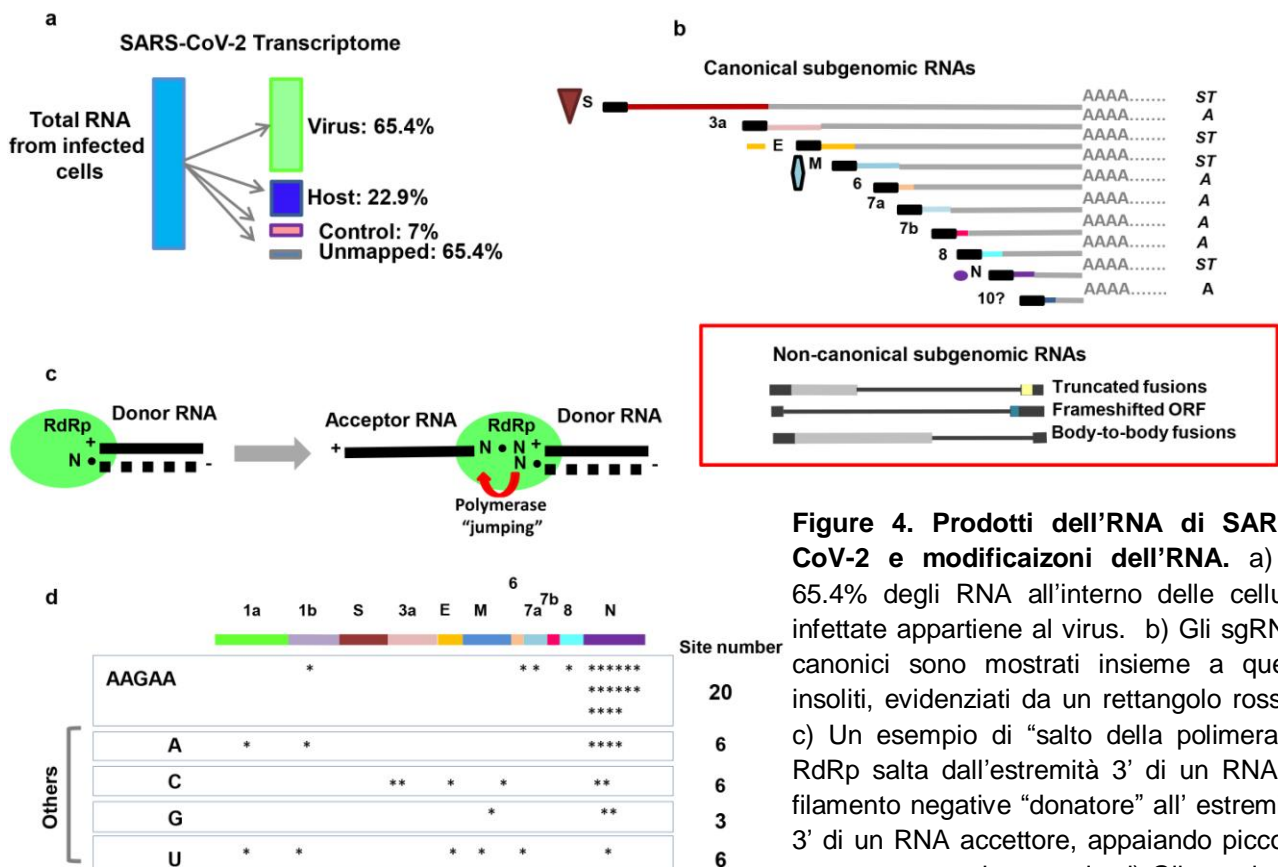 a
SARS-CoV-2 Transcriptome
Total RNA
from infected
cells
Virus: 65.4%
Host: 22.9%
Control: 7%
Unmapped: 65.4%
b
Canonical subgenomic RNAs
S AAAA....... ST
3a AAAA....... A
E AAAA....... ST
M AAAA....... ST
6 AAAA....... A
7a AAAA....... A
7b AAAA....... A
8 AAAA....... A
N AAAA....... ST
10? AAAA....... A
Non-canonical subgenomic RNAs
Truncated fusions
Frameshifted ORF
Body-to-body fusions
c
RdRp
Donor RNA
+
N •
-
Acceptor RNA
RdRp
Donor RNA
+
N • N +
N •
-
Polymerase
“jumping”
d
1a 1b S 3a E M 6 7a 7b 8 N
Site number
AAGAA * ** * ******
******
****
20
Others
A * * **** 6
C ** * * ** 6
G * ** 3
U * * * * * * 6
Figure 4. Prodotti dell’RNA di SAR
CoV-2 e modificaizoni dell’RNA. a)
65.4% degli RNA all’interno delle cellu
infettate appartiene al virus. b) Gli sgRN
canonici sono mostrati insieme a que
insoliti, evidenziati da un rettangolo ross
c) Un esempio di “salto della polimera
RdRp salta dall’estremità 3’ di un RNA
filamento negative “donatore” all’ estrem
3’ di un RNA accettore, appaiando picco